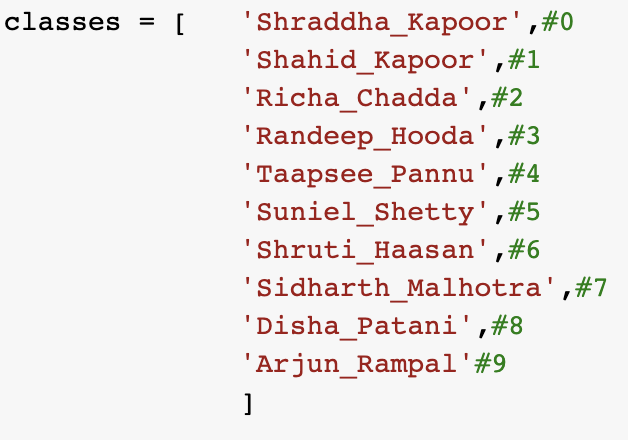 classes = [    'Shraddha_Kapoor',#0
'Shahid_Kapoor',#1
'Richa_Chadda',#2
'Randeep_Hooda',#3
'Taapsee_Pannu',#4
'Suniel_Shetty',#5
'Shruti_Haasan',#6
'Sidharth_Malhotra',#7
'Disha_Patani',#8
'Arjun_Rampal'#9
]